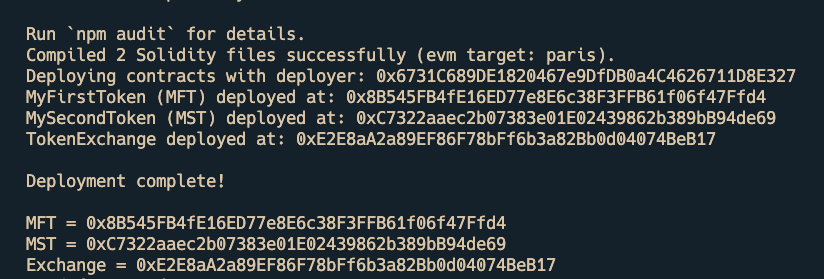 Run `npm audit` for details.
Compiled 2 Solidity files successfully (evm target: paris).
Deploying contracts with deployer: 0x6731C689DE1820467e9DfDB0a4C4626711D8E327
MyFirstToken (MFT) deployed at: 0x8B545FB4fE16ED77e8E6c38F3FFB61f06f47Ffd4
MySecondToken (MST) deployed at: 0xC7322aaec2b07383e01E02439862b389bB94de69
TokenExchange deployed at: 0xE2E8aA2a89EF86F78bFf6b3a82Bb0d04074BeB17
Deployment complete!
MFT = 0x8B545FB4fE16ED77e8E6c38F3FFB61f06f47Ffd4
MST = 0xC7322aaec2b07383e01E02439862b389bB94de69
Exchange = 0xE2E8aA2a89EF86F78bFf6b3a82Bb0d04074BeB17